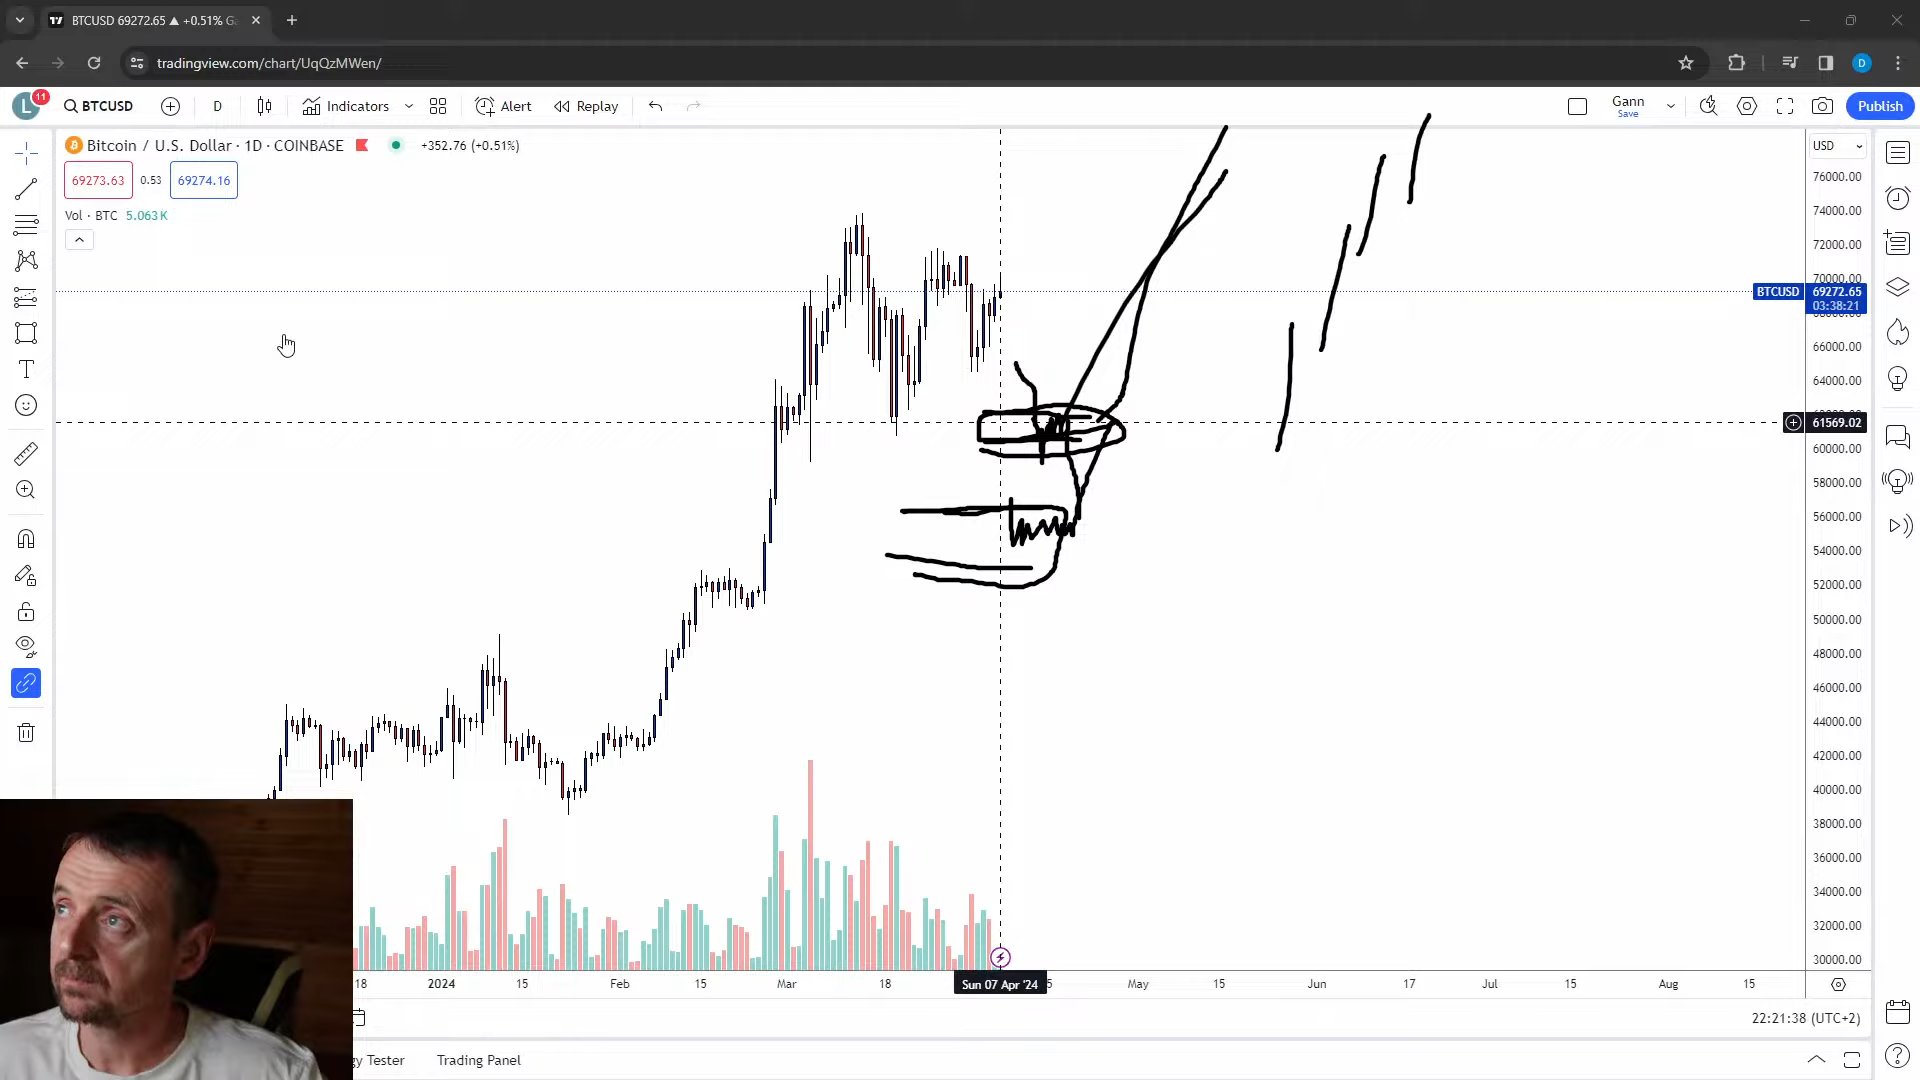 BTCUSD 69272.65 ▲ +0.51% G
tradingview.com/chart/UqQzMWen/
L 11 BTCUSD D Indicators Alert Replay Gann Save Publish
Bitcoin / U.S. Dollar · 1D · COINBASE +352.76 (+0.51%)
USD
69273.63 0.53 69274.16
Vol · BTC 5.063K
76000.00
74000.00
72000.00
70000.00
BTCUSD 69272.65
03:38:21
66000.00
64000.00
61569.02
60000.00
58000.00
56000.00
54000.00
52000.00
50000.00
48000.00
46000.00
44000.00
42000.00
40000.00
38000.00
36000.00
34000.00
32000.00
30000.00
18 2024 15 Feb 15 Mar 18 Sun 07 Apr '24 5 May 15 Jun 17 Jul 15 Aug 15
22:21:38 (UTC+2)
gy Tester Trading Panel